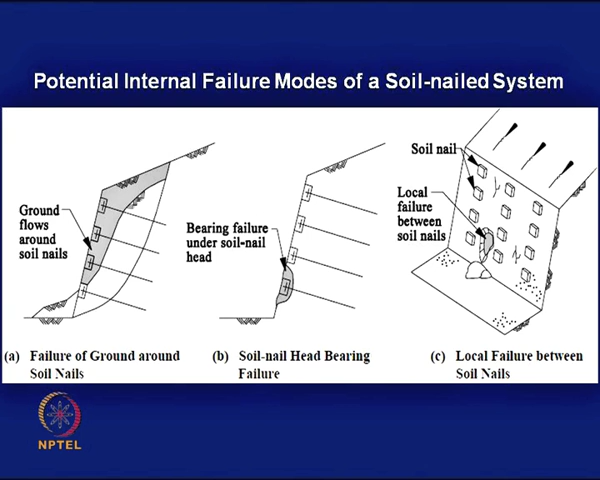 Potential Internal Failure Modes of a Soil-nailed System
Ground
flows
around
soil nails
Bearing failure
under soil-nail
head
Soil nail
Local
failure
between
soil nails
(a) Failure of Ground around
Soil Nails
(b) Soil-nail Head Bearing
Failure
(c) Local Failure between
Soil Nails
NPTEL